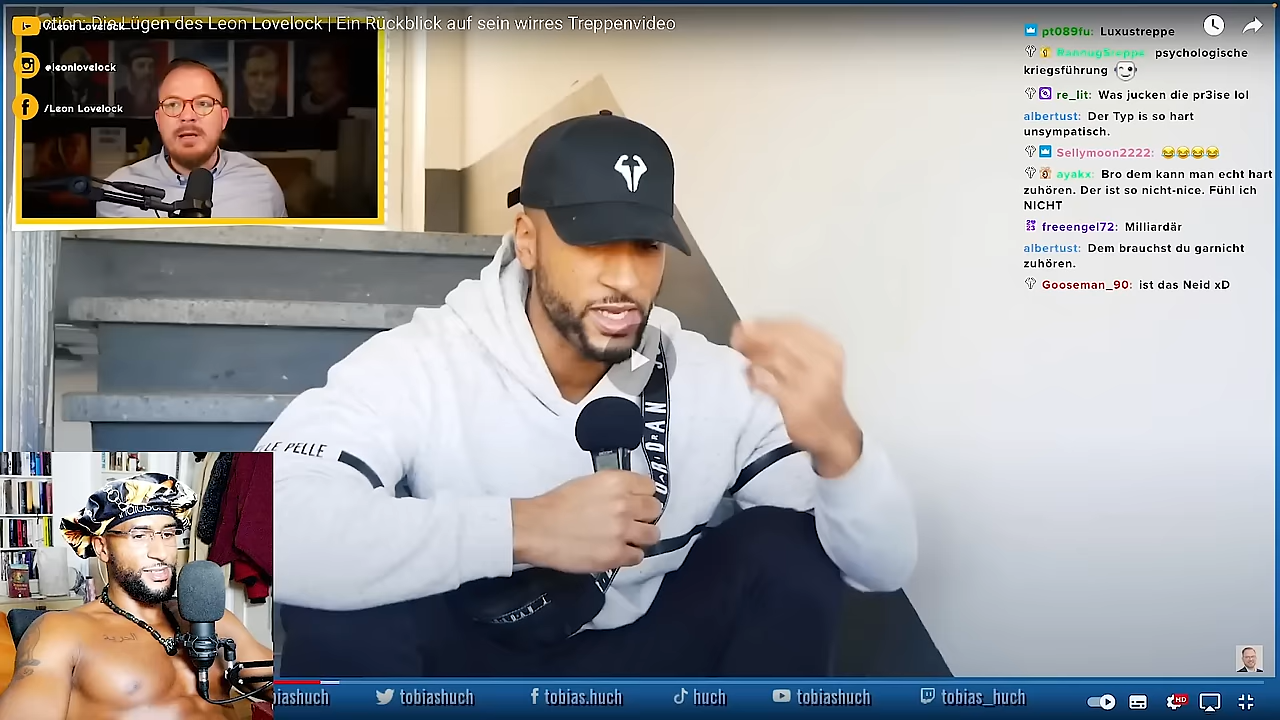 ction: Die Lügen des Leon Lovelock | Ein Rückblick auf sein wirres Treppenvideo
/Leon Lovelock
@leonlovelock
/Leon Lovelock
pt089fu: Luxustreppe
psychologische
kriegsführung
re_lit: Was jucken die pr3ise lol
albertust: Der Typ is so hart
unsympatisch.
Sellymoon2222: 😂😂😂😂
ayakx: Bro dem kann man echt hart
zuhören. Der ist so nicht-nice. Fühl ich
NICHT
freeengel72: Milliardär
albertust: Dem brauchst du garnicht
zuhören.
Gooseman_90: ist das Neid xD
LE PELLE
JORDAN
الحرية
iashuch
tobiashuch
tobias.huch
huch
tobiashuch
tobias_huch
HD